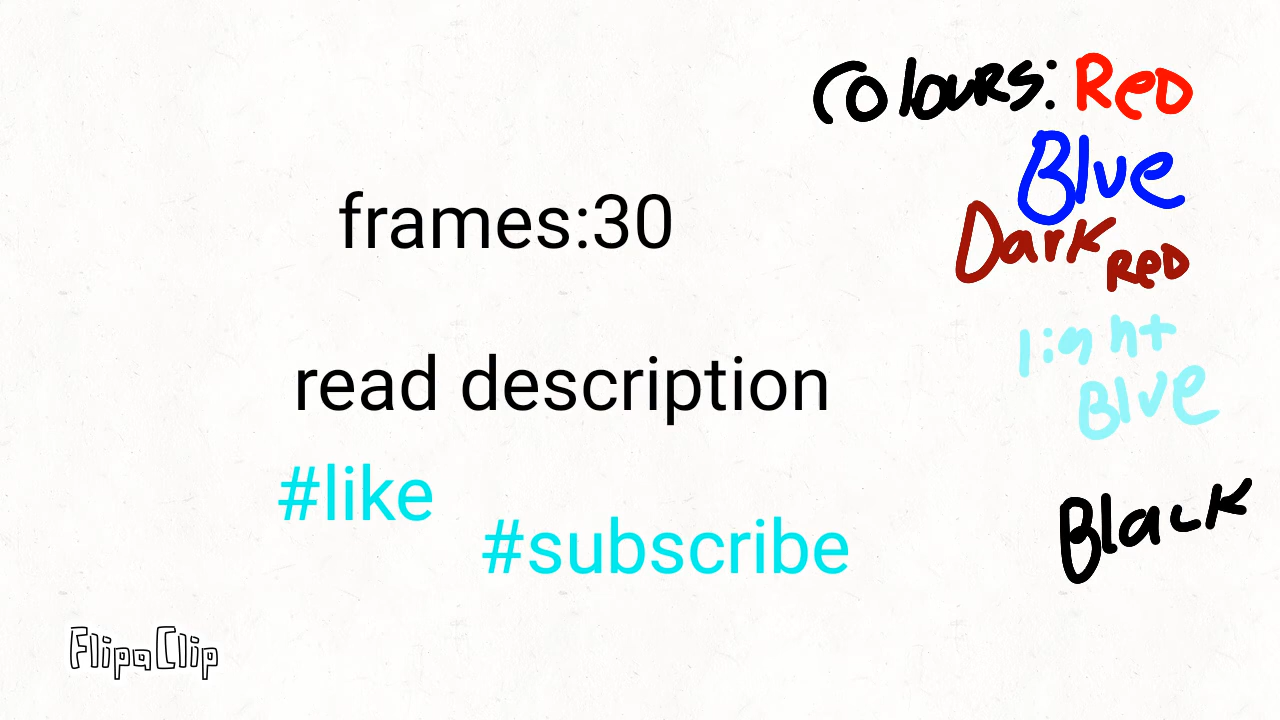 Colours: Red
Blue
Dark Red
light
Blue
Black
frames:30
read description
#like
#subscribe
FlipaClip